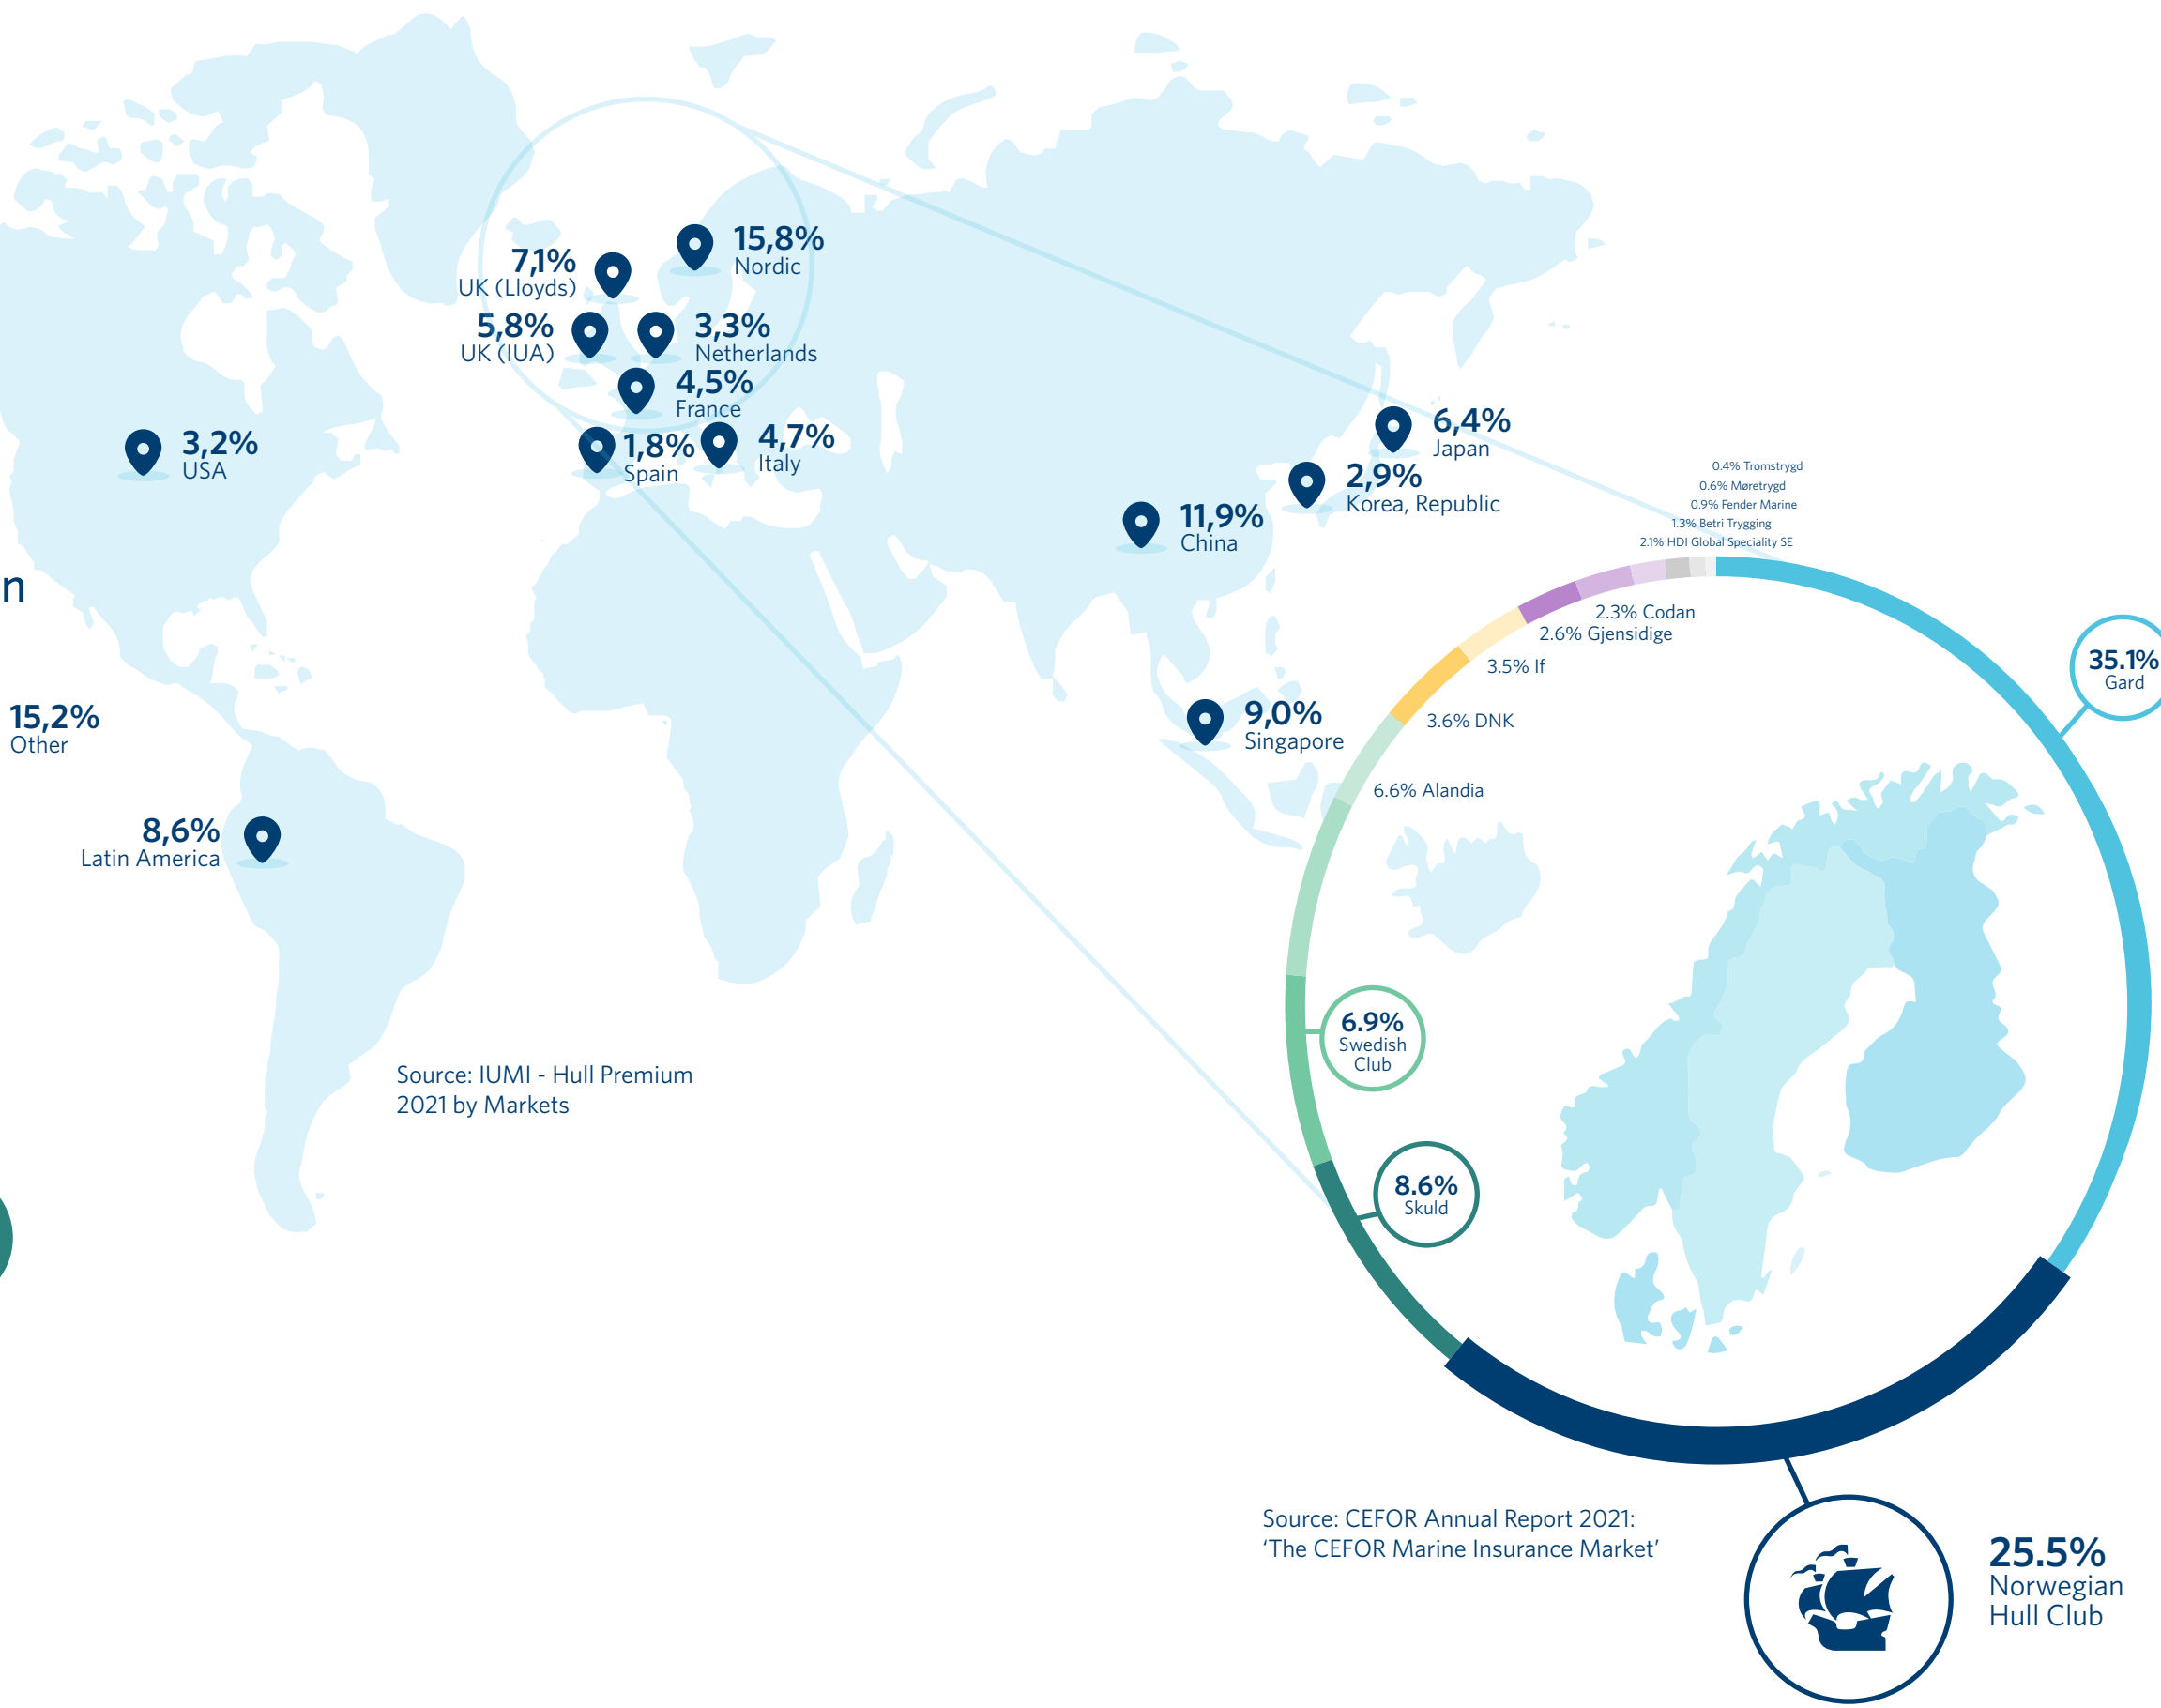 7,1%
UK (Lloyds)
15,8%
Nordic
5,8%
UK (IUA)
3,3%
Netherlands
4,5%
France
3,2%
USA
1,8%
Spain
4,7%
Italy
6,4%
Japan
2,9%
Korea, Republic
11,9%
China
n
15,2%
Other
9,0%
Singapore
8,6%
Latin America
Source: IUMI - Hull Premium
2021 by Markets
0.4% Tromstrygd
0.6% Møretrygd
0.9% Fender Marine
1.3% Betri Trygging
2.1% HDI Global Speciality SE
2.3% Codan
2.6% Gjensidige
3.5% If
3.6% DNK
6.6% Alandia
35.1%
Gard
6.9%
Swedish
Club
8.6%
Skuld
Source: CEFOR Annual Report 2021:
‘The CEFOR Marine Insurance Market’
25.5%
Norwegian
Hull Club